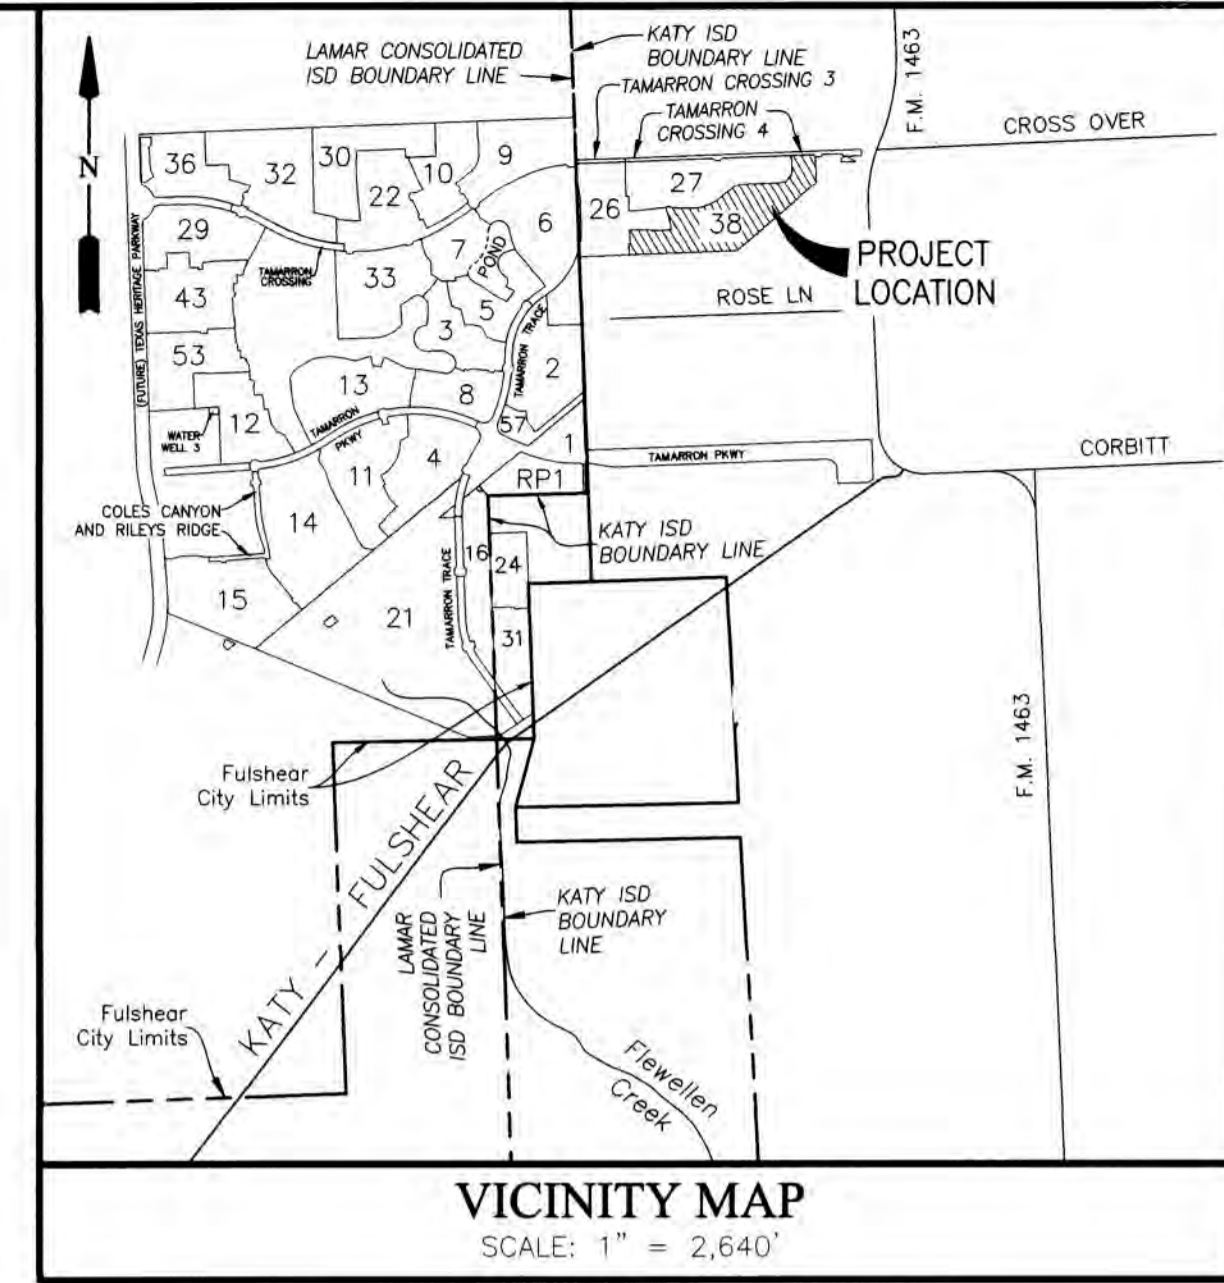 LAMAR CONSOLIDATED
ISD BOUNDARY LINE
KATY ISD
BOUNDARY LINE
TAMARRON CROSSING 3
TAMARRON
CROSSING 4
F.M. 1463
CROSS OVER
N
36
32
30
22
10
9
6
26
27
38
29
7
POND
TAMARRON
CROSSING
33
5
PROJECT
LOCATION
ROSE LN
43
3
TAMARRON TRACE
2
(FUTURE) TEXAS HERITAGE PARKWAY
53
13
8
57
12
WATER
WELL 3
TAMARRON
PKWY
11
4
1
TAMARRON PKWY
CORBITT
RP1
COLES CANYON
AND RILEYS RIDGE
14
KATY ISD
BOUNDARY LINE
16
24
15
21
TAMARRON TRACE
31
F.M. 1463
Fulshear
City Limits
KATY - FULSHEAR
LAMAR
CONSOLIDATED
ISD BOUNDARY
LINE
KATY ISD
BOUNDARY
LINE
Fulshear
City Limits
Flewellen
Creek
VICINITY MAP
SCALE: 1" = 2,640'